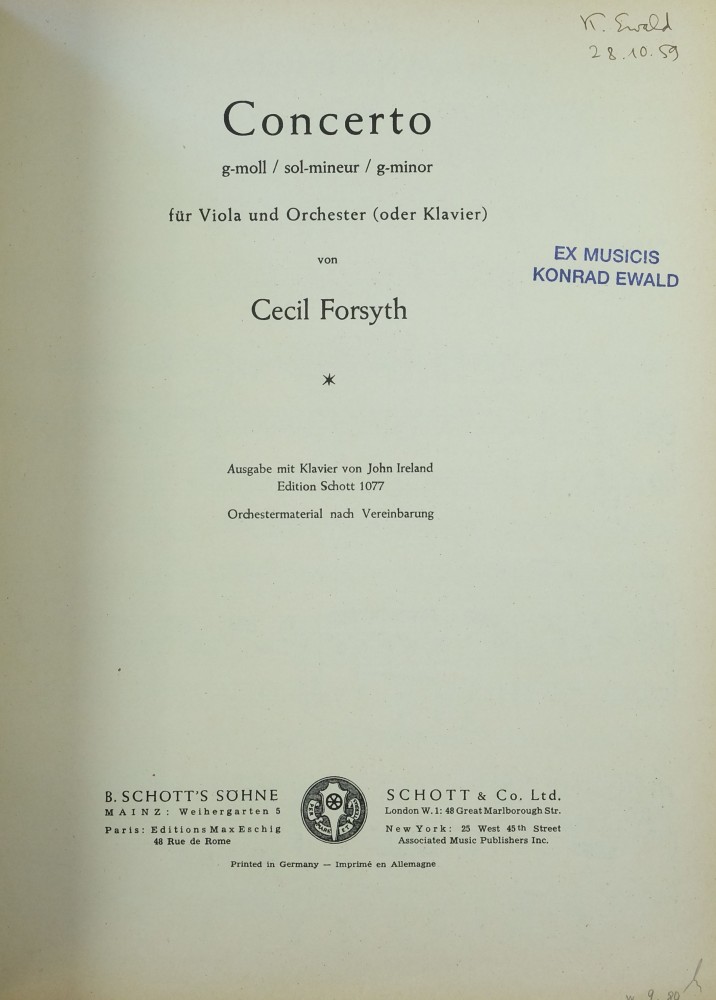 K. Ewald
28.10.59
Concerto
g-moll / sol-mineur / g-minor
für Viola und Orchester (oder Klavier)
von
EX MUSICIS
KONRAD EWALD
Cecil Forsyth
Ausgabe mit Klavier von John Ireland
Edition Schott 1077
Orchestermaterial nach Vereinbarung
B. SCHOTT'S SÖHNE
MAINZ: Weihergarten 5
Paris: Editions Max Eschig
48 Rue de Rome
SCHOTT & Co. Ltd.
London W. 1: 48 Great Marlborough Str.
New York: 25 West 45th Street
Associated Music Publishers Inc.
Printed in Germany — Imprimé en Allemagne